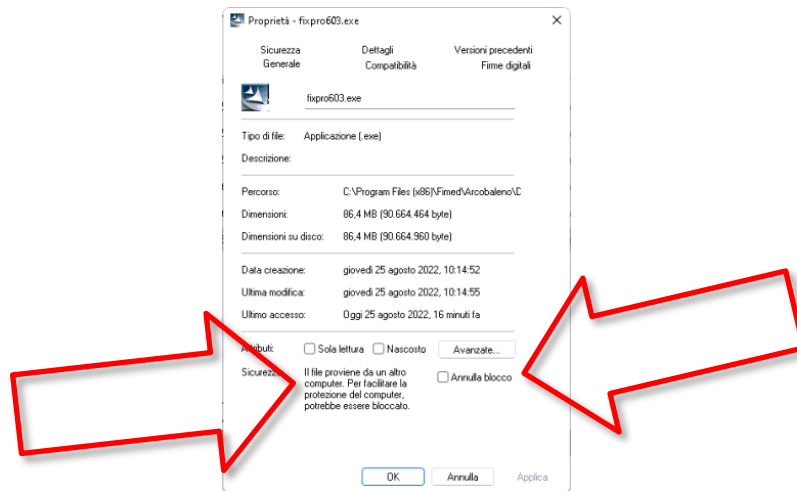 Proprietà - fixpro603.exe
Sicurezza Dettagli Versioni precedenti
Generale Compatibilità Firme digitali
fixpro603.exe
Tipo di file: Applicazione (.exe)
Descrizione:
Percorso: C:\Program Files (x86)\Fimed\Arcobaleno\D
Dimensioni: 86,4 MB (90.664.464 byte)
Dimensioni su disco: 86,4 MB (90.664.960 byte)
Data creazione: giovedì 25 agosto 2022, 10:14:52
Ultima modifica: giovedì 25 agosto 2022, 10:14:55
Ultimo accesso: Oggi 25 agosto 2022, 16 minuti fa
Attributi: Sola lettura Nascosto Avanzate...
Sicurezza: Il file proviene da un altro
computer. Per facilitare la Annulla blocco
protezione del computer,
potrebbe essere bloccato.
OK Annulla Applica